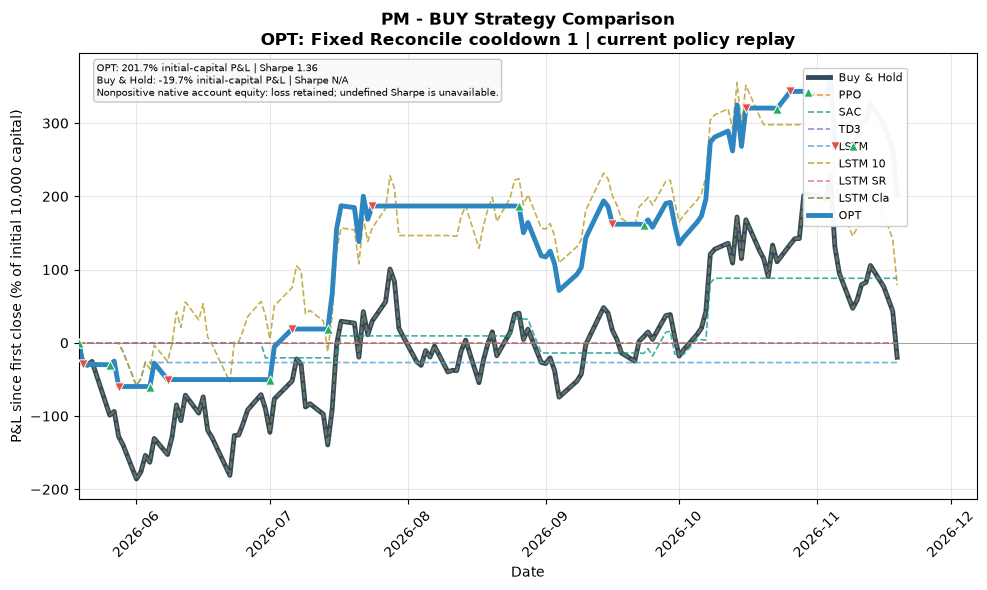 PM - BUY Strategy Comparison
OPT: Fixed Reconcile cooldown 1 | current policy replay
OPT: 201.7% initial-capital P&L | Sharpe 1.36
Buy & Hold: -19.7% initial-capital P&L | Sharpe N/A
Nonpositive native account equity: loss retained; undefined Sharpe is unavailable.
Buy & Hold
PPO
SAC
TD3
LSTM
LSTM 10
LSTM SR
LSTM Cla
OPT
P&L since first close (% of initial 10,000 capital)
300
200
100
0
−100
−200
2026-06
2026-07
2026-08
2026-09
2026-10
2026-11
2026-12
Date